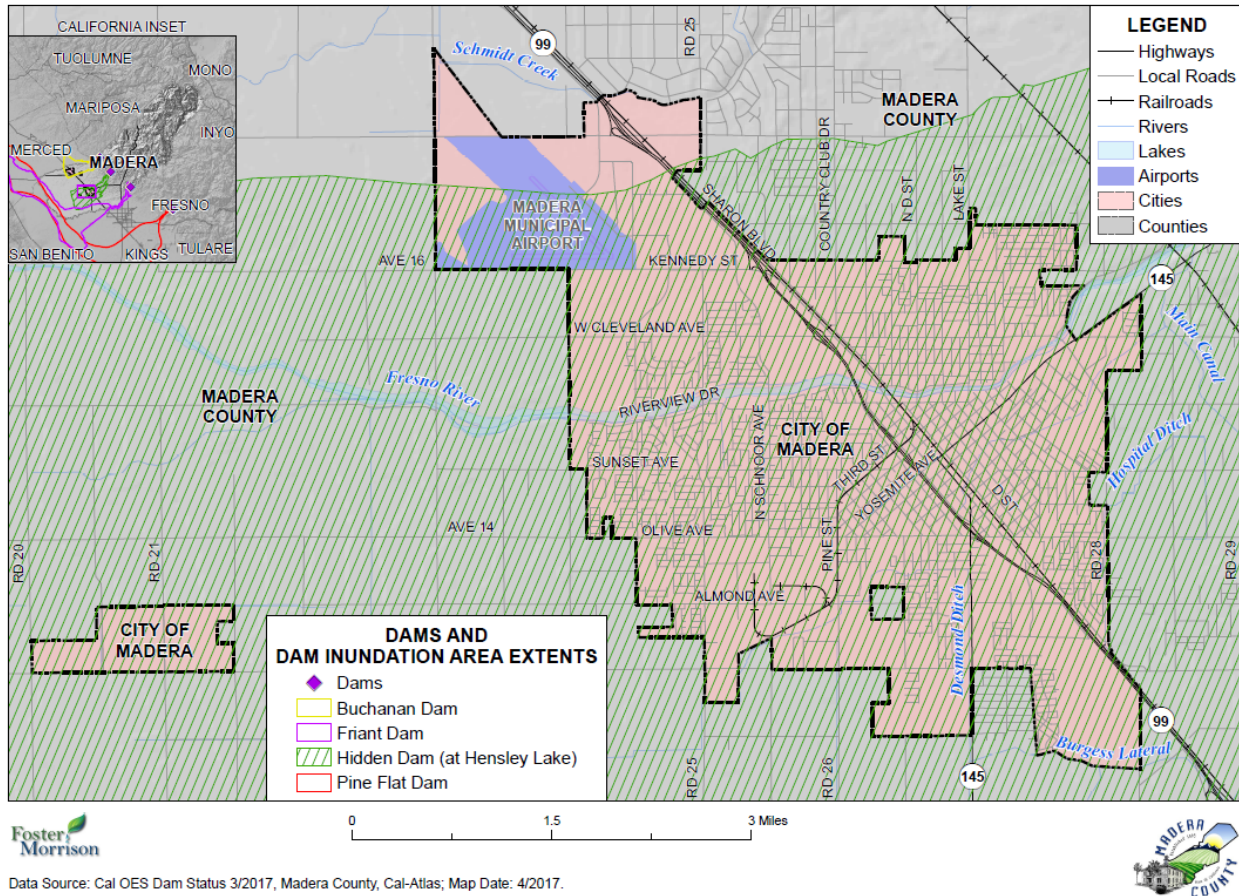 CALIFORNIA INSET
TUOLUMNE
MONO
MARIPOSA
INYO
MERCED
MADERA
FRESNO
TULARE
SAN BENITO
KINGS
99
Schmidt Creek
RD 25
MADERA
COUNTY
COUNTRY CLUB DR
N D ST
LAKE ST
SHARON BLVD
MADERA
MUNICIPAL
AIRPORT
AVE 16
KENNEDY ST
W CLEVELAND AVE
145
Main Canal
Fresno River
MADERA
COUNTY
RIVERVIEW DR
CITY OF
MADERA
N SCHNOOR AVE
THIRD ST
YOSEMITE AVE
D ST
Hospital Ditch
SUNSET AVE
OLIVE AVE
AVE 14
PINE ST
RD 20
RD 21
RD 28
RD 29
ALMOND AVE
CITY OF
MADERA
Desmond Ditch
99
Burgess Lateral
RD 25
RD 26
145
LEGEND
Highways
Local Roads
Railroads
Rivers
Lakes
Airports
Cities
Counties
DAMS AND
DAM INUNDATION AREA EXTENTS
Dams
Buchanan Dam
Friant Dam
Hidden Dam (at Hensley Lake)
Pine Flat Dam
Foster
Morrison
0 1.5 3 Miles
MADERA
COUNTY
Data Source: Cal OES Dam Status 3/2017, Madera County, Cal-Atlas; Map Date: 4/2017.